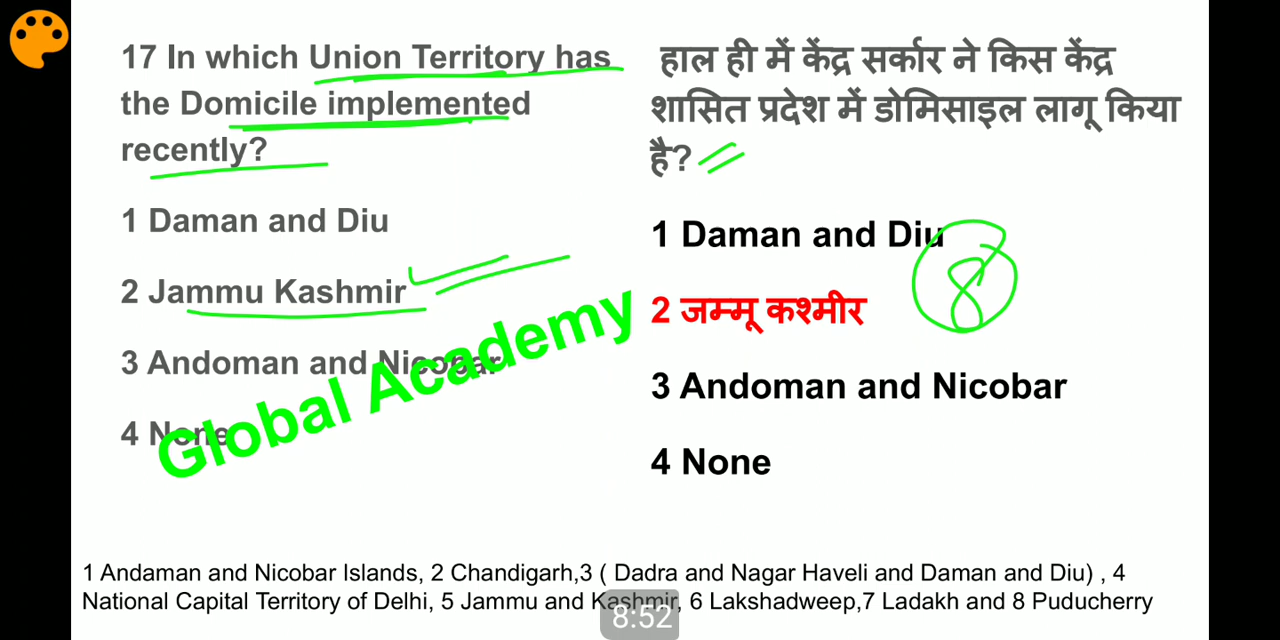 17 In which Union Territory has
the Domicile implemented
recently?
1 Daman and Diu
2 Jammu Kashmir
3 Andoman and Nicobar
4 None
Global Academy
हाल ही में केंद्र सर्कार ने किस केंद्र
शासित प्रदेश में डोमिसाइल लागू किया
है?
1 Daman and Diu
2 जम्मू कश्मीर
3 Andoman and Nicobar
4 None
8
1 Andaman and Nicobar Islands, 2 Chandigarh,3 ( Dadra and Nagar Haveli and Daman and Diu) , 4
National Capital Territory of Delhi, 5 Jammu and Kashmir, 6 Lakshadweep,7 Ladakh and 8 Puducherry
8:52